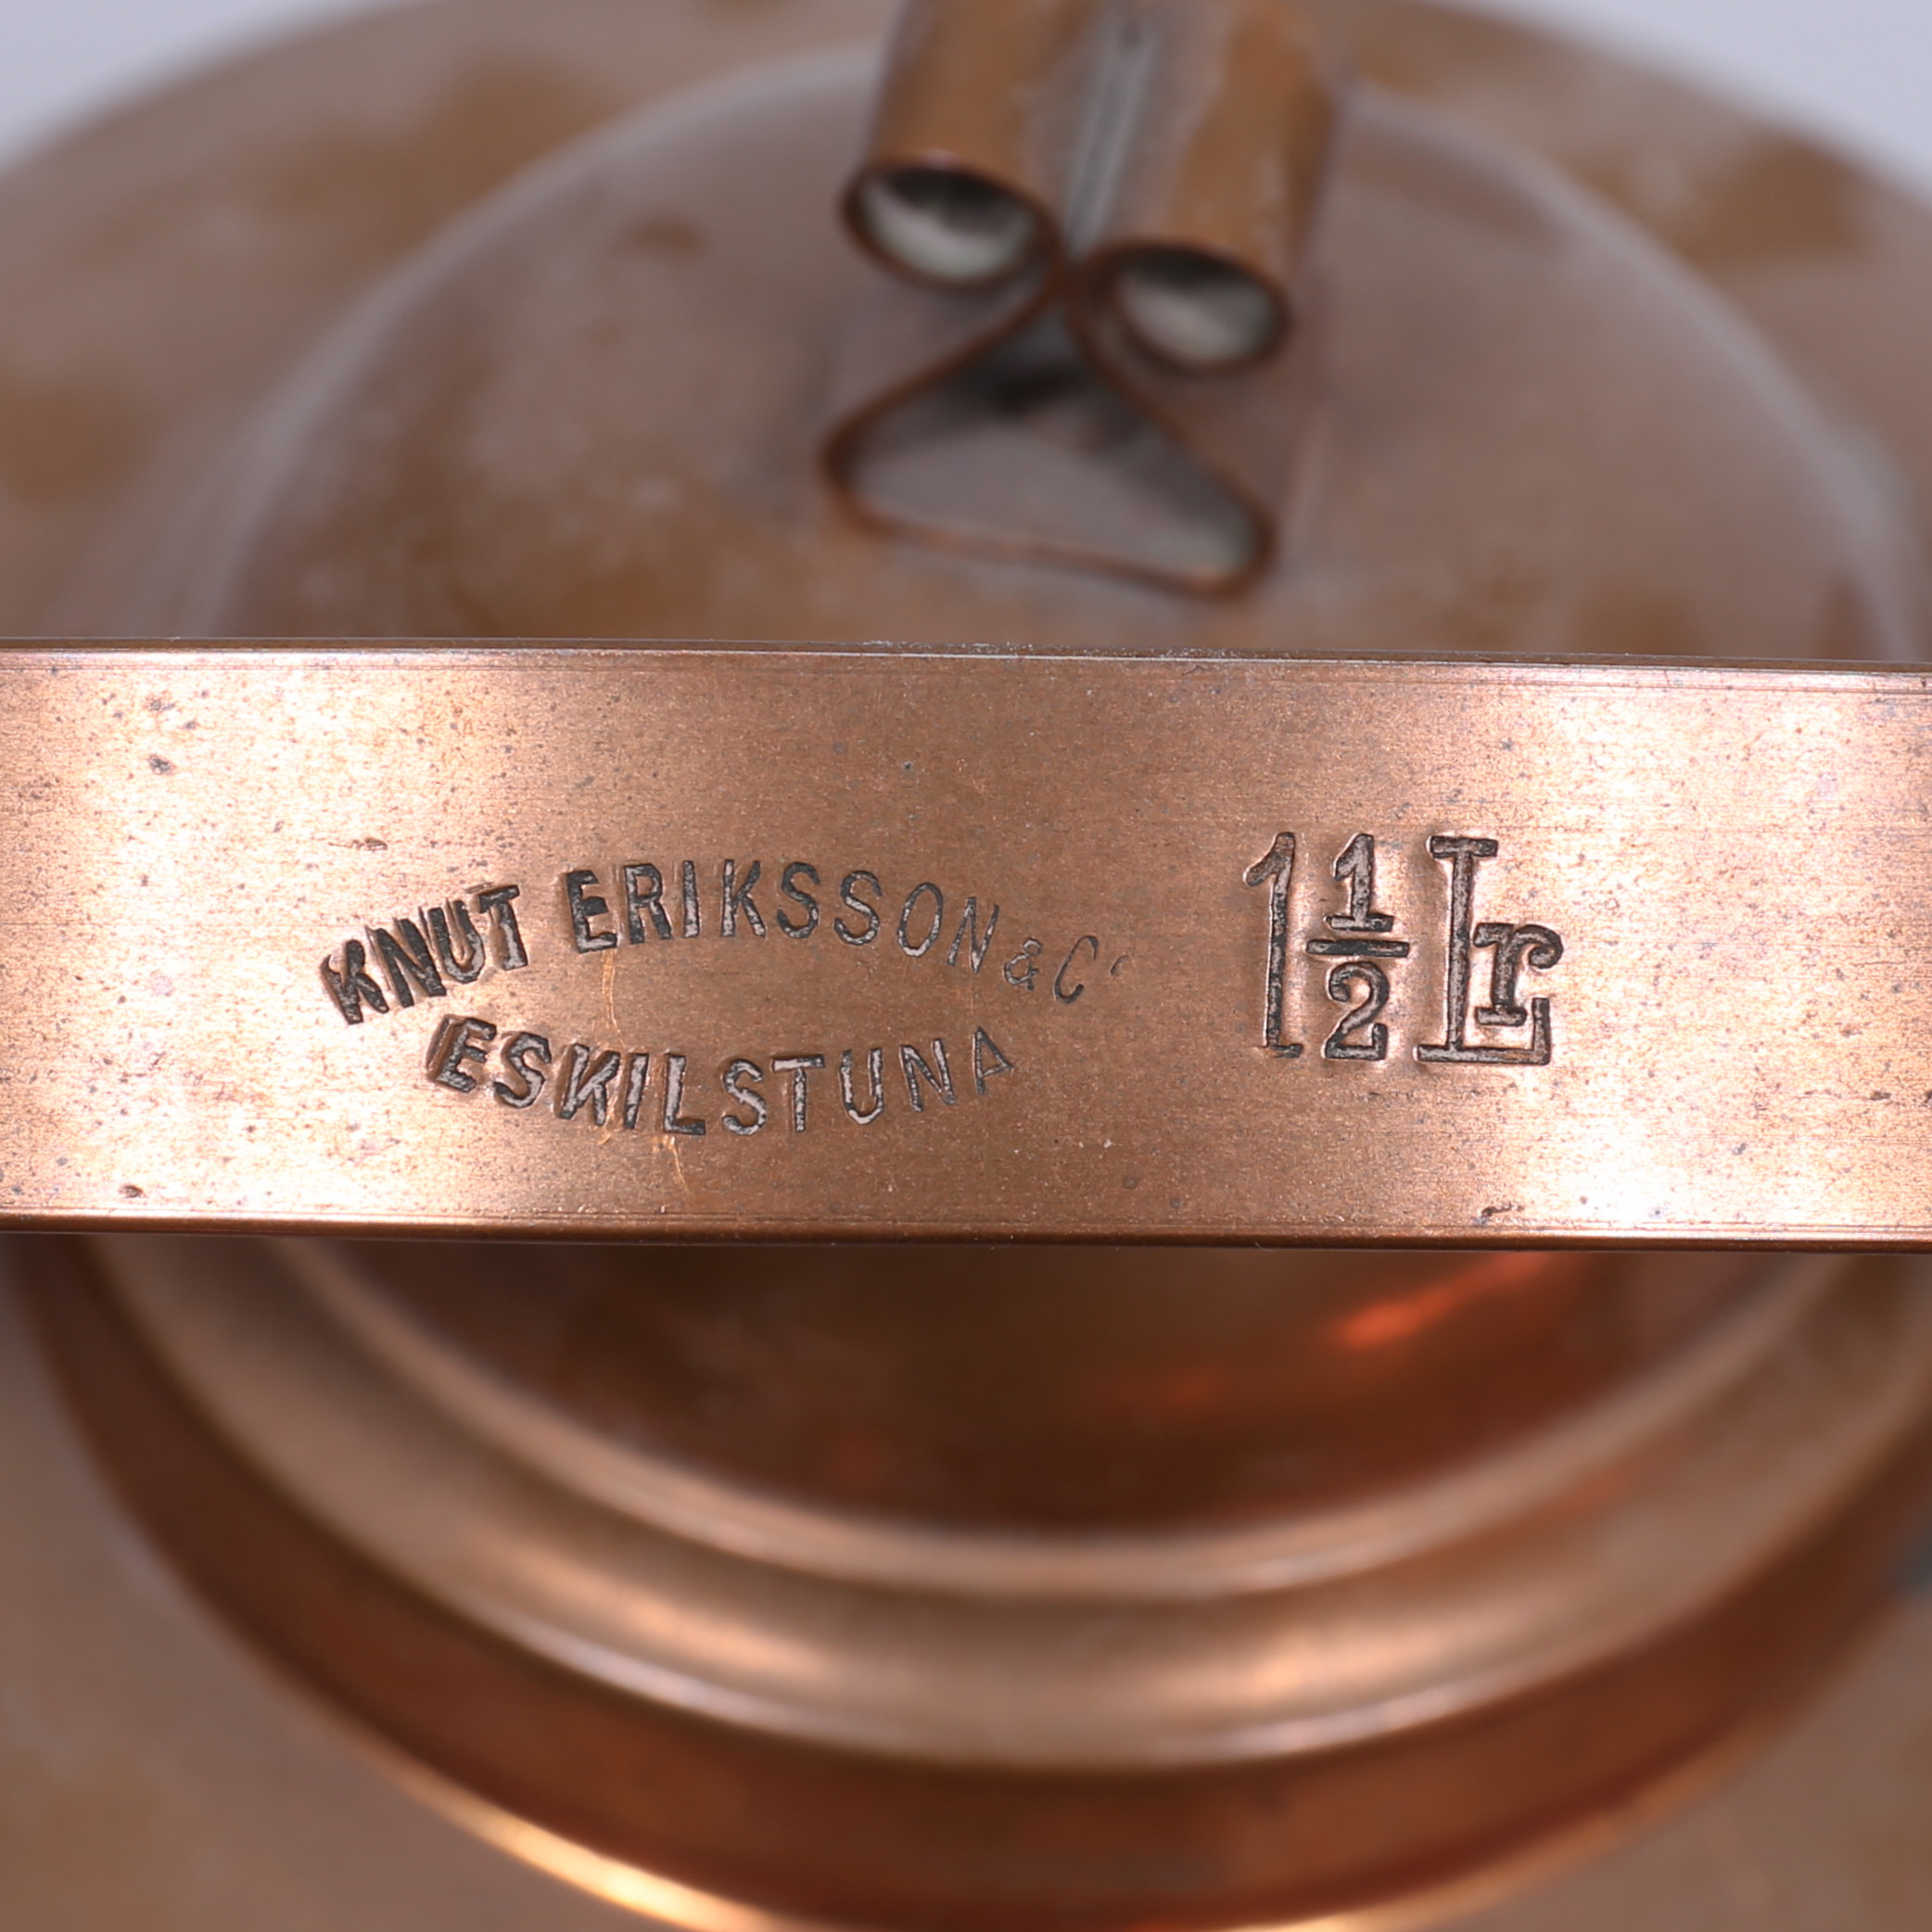 KNUT ERIKSSON & Cº
ESKILSTUNA
1 1/2 Lr